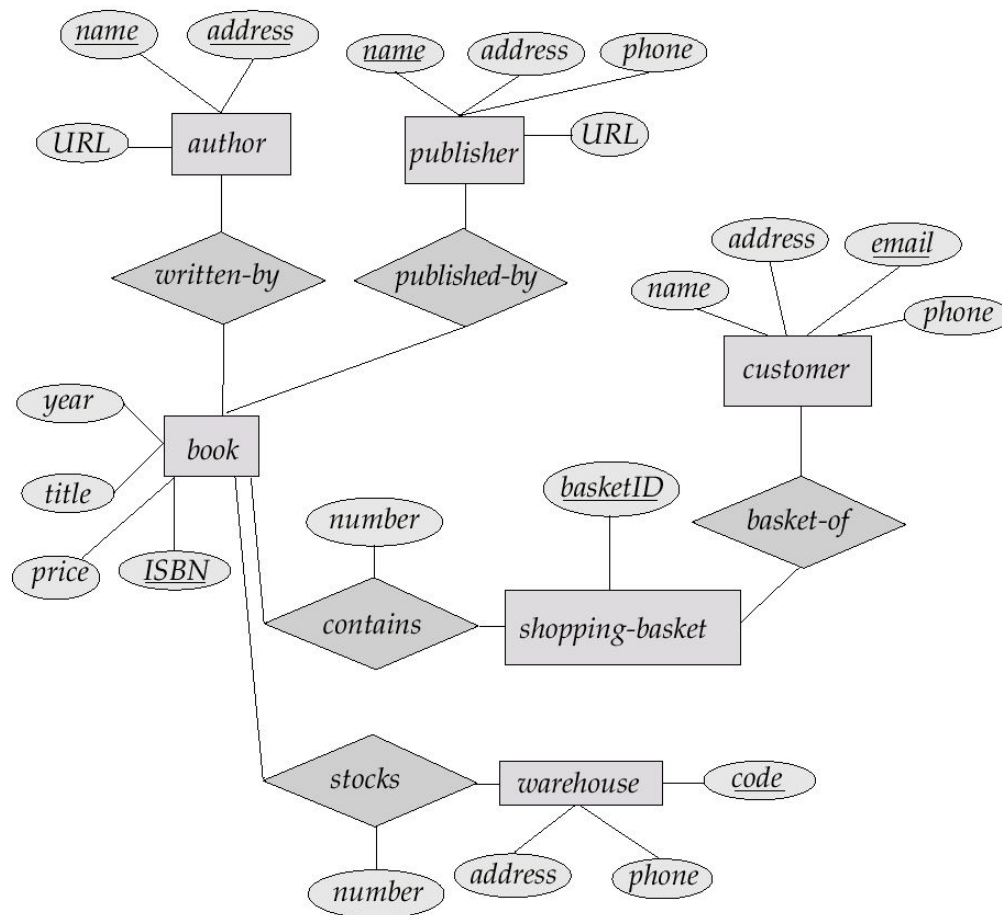 name
address
URL
author
name
address
phone
publisher
URL
written-by
published-by
address
email
name
phone
customer
year
title
price
ISBN
book
number
basketID
basket-of
contains
shopping-basket
stocks
warehouse
code
number
address
phone